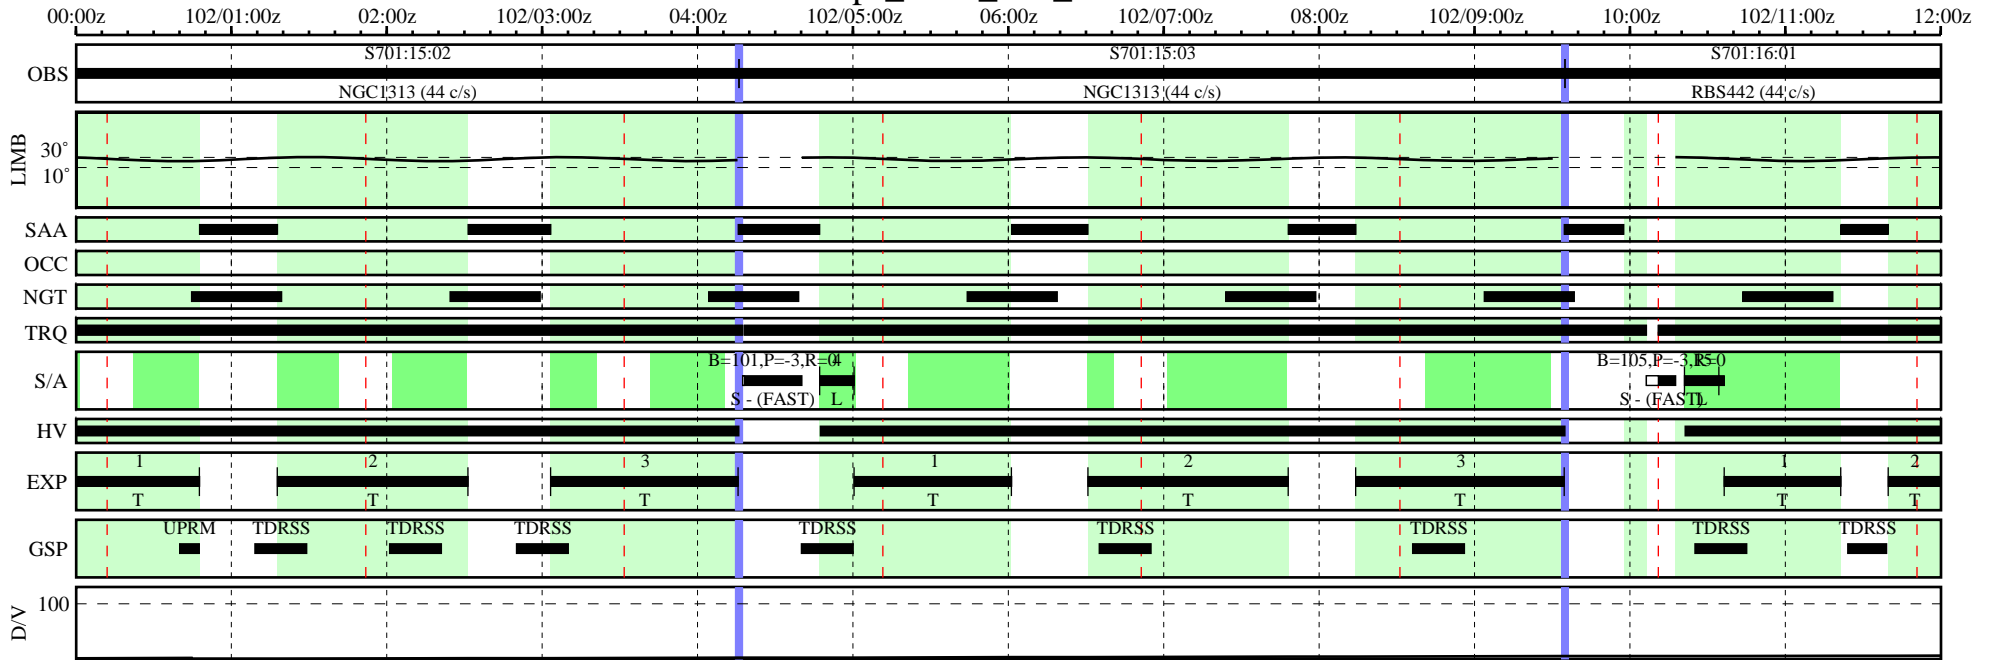 00:00z 102/01:00z 02:00z 102/03:00z 04:00z 102/05:00z 06:00z 102/07:00z 08:00z 102/09:00z 10:00z 102/11:00z 12:00z
S701:15:02 S701:15:03 S701:16:01
OBS
NGC1313 (44 c/s) NGC1313 (44 c/s) RBS442 (44 c/s)
LIMB
30°
10°
SAA
OCC
NGT
TRQ
B=101,P=-3,R=0 4 B=105,P=-3,R=0
S/A
S - (FAST) L S - (FAST) L
HV
1 2 3 1 2 3 1 2
EXP
T T T T T T T T
UPRM TDRSS TDRSS TDRSS TDRSS TDRSS TDRSS TDRSS TDRSS
GSP
100
D/V